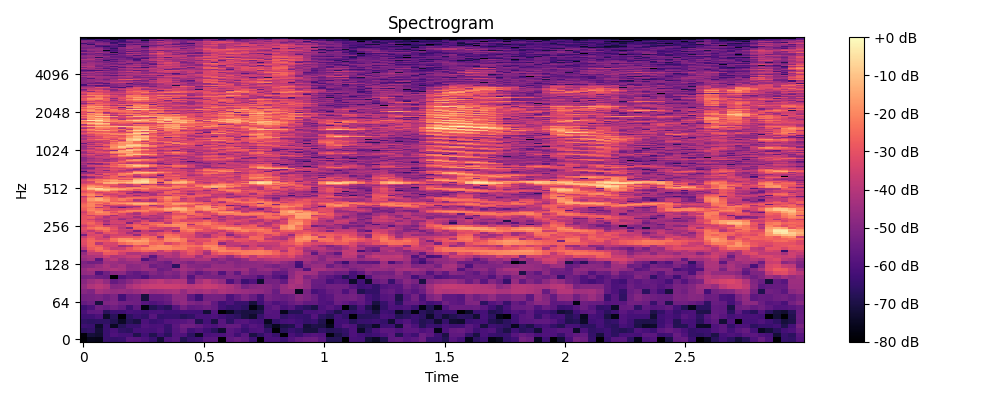 Spectrogram
Hz
4096
2048
1024
512
256
128
64
0
0
0.5
1
1.5
2
2.5
Time
+0 dB
-10 dB
-20 dB
-30 dB
-40 dB
-50 dB
-60 dB
-70 dB
-80 dB